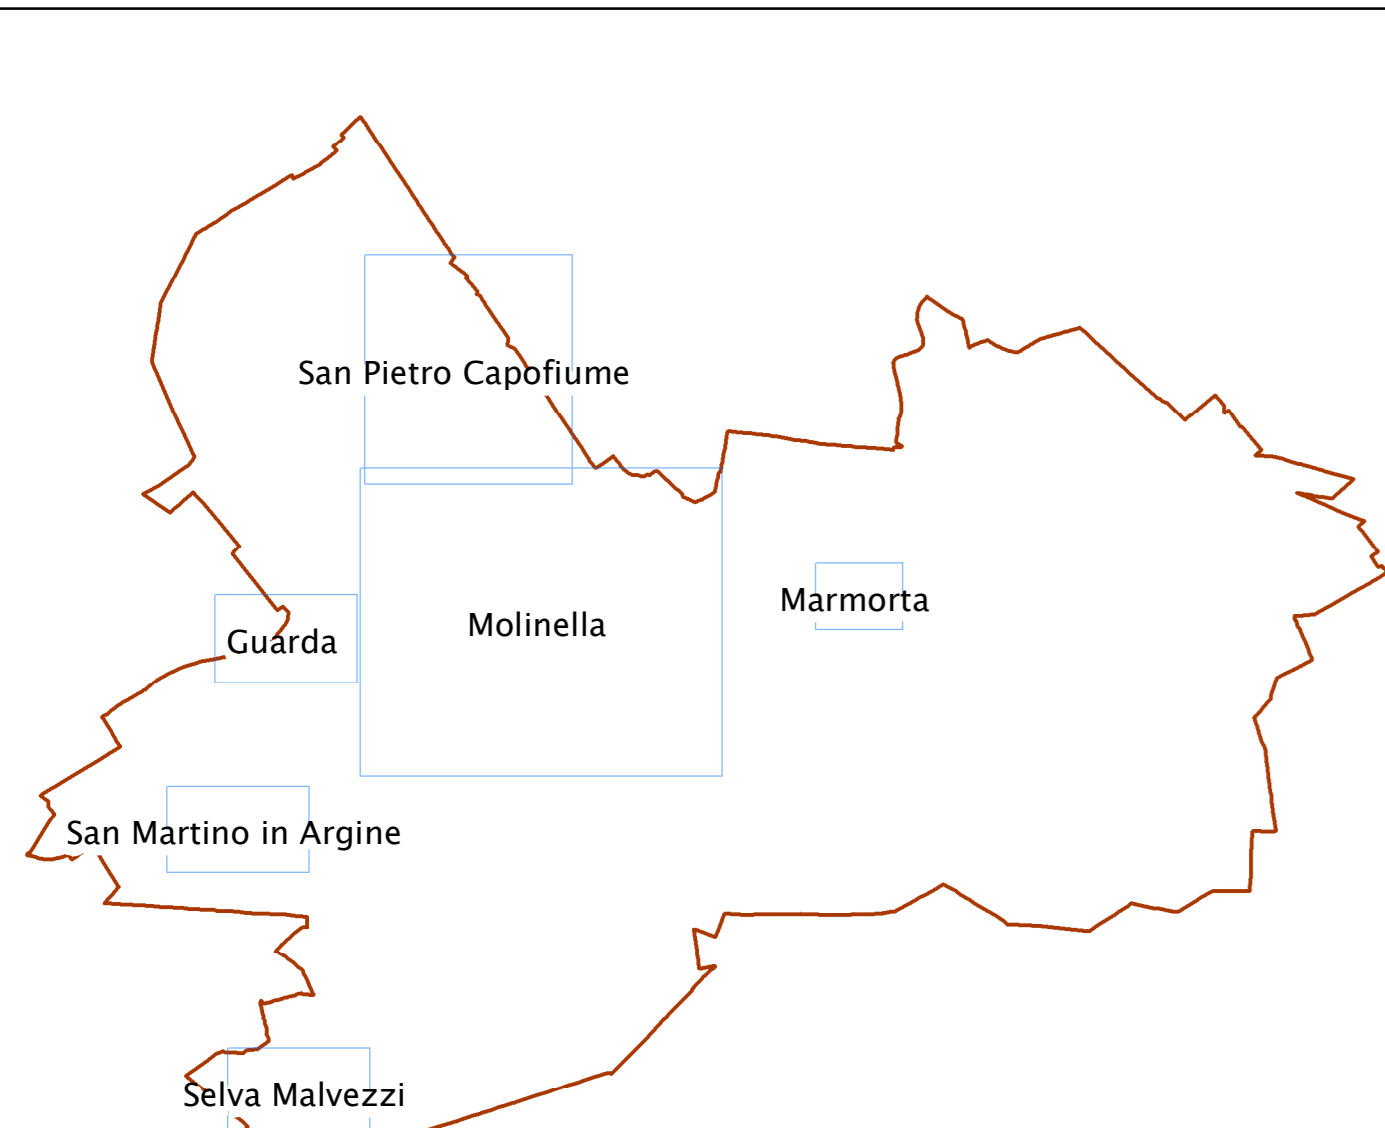 San Pietro Capofiume
Marmorta
Molinella
Guarda
San Martino in Argine
Selva Malvezzi